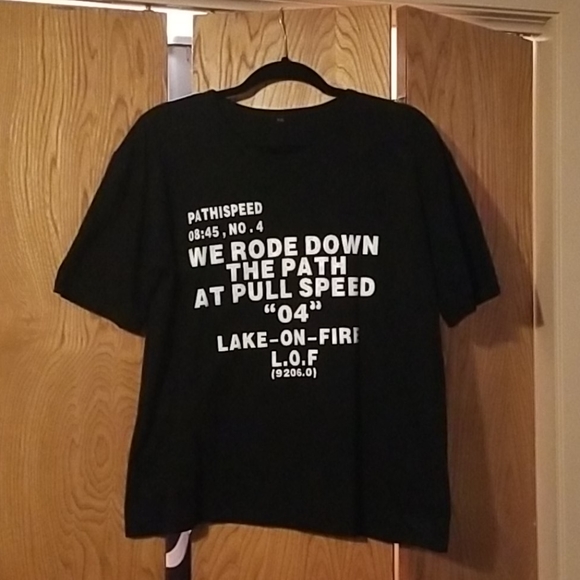 PATHISPEED
08:45, NO.4
WE RODE DOWN
THE PATH
AT PULL SPEED
"04"
LAKE-ON-FIRE
L.O.F
(9206.0)